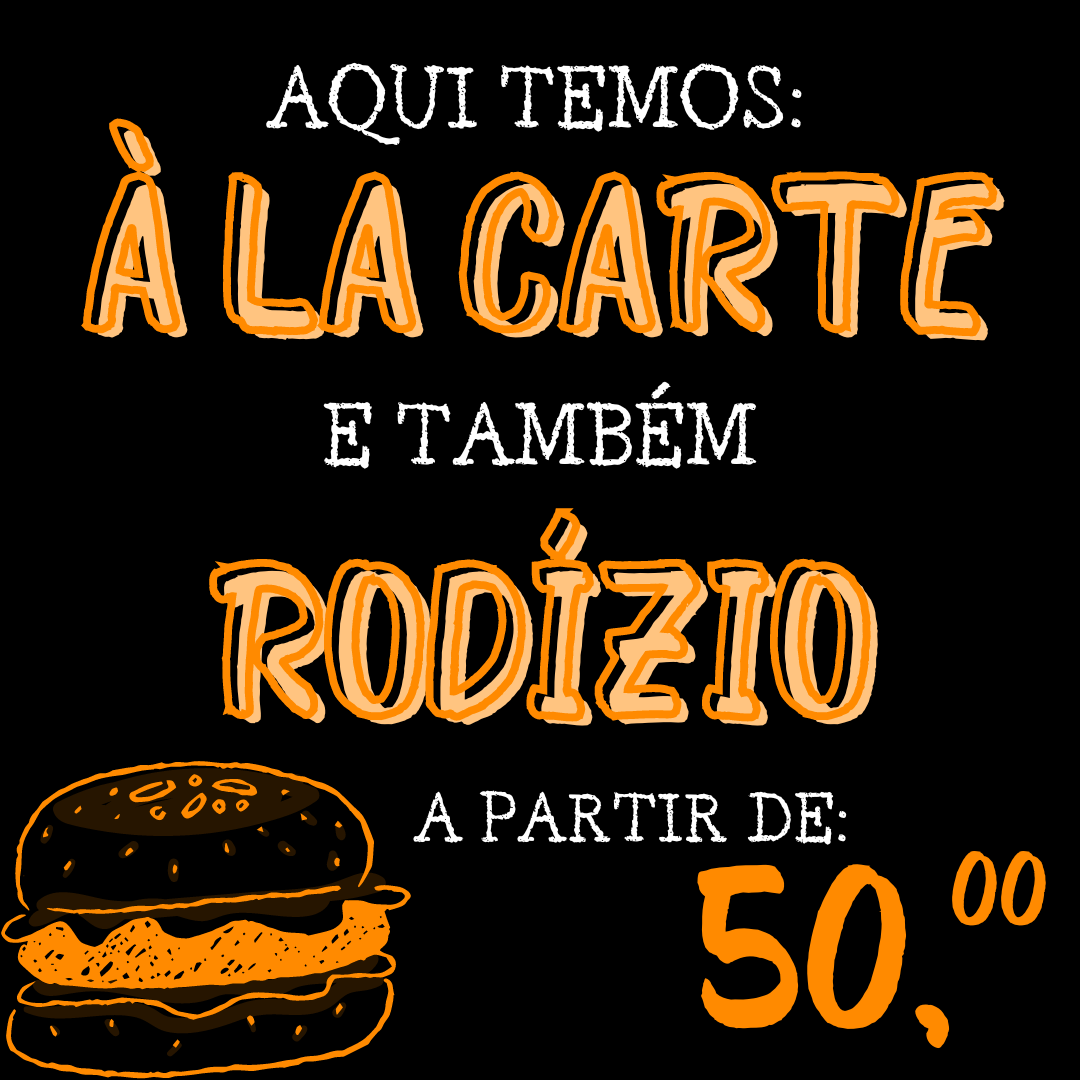 AQUI TEMOS:
À LA CARTE
E TAMBÉM
RODÍZIO
A PARTIR DE:
50,00